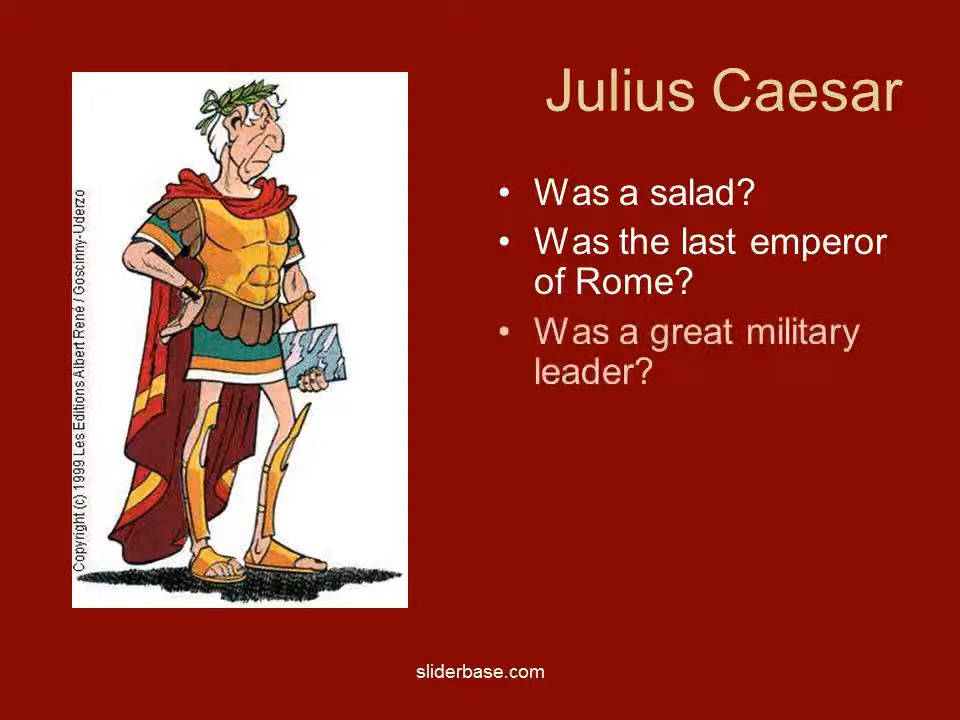 Julius Caesar
• Was a salad?
• Was the last emperor
of Rome?
• Was a great military
leader?
Copyright (c) 1999 Les Editions Albert René / Goscinny-Uderzo
sliderbase.com